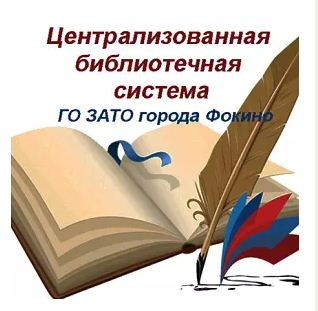 Централизованная
библиотечная
система
ГО ЗАТО города Фокино